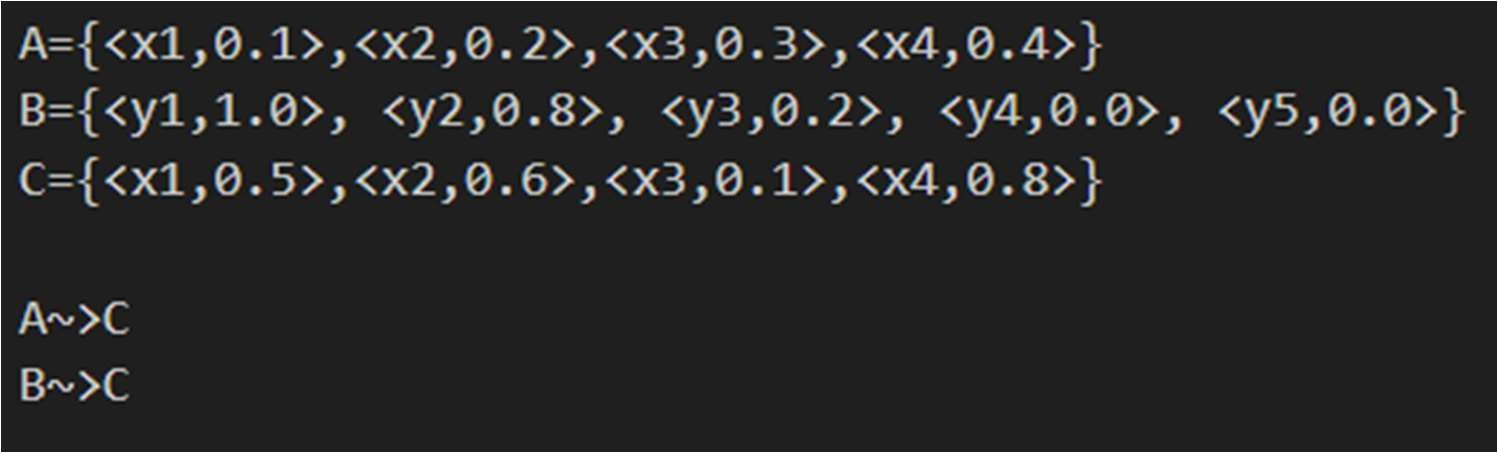 A={<x1,0.1>,<x2,0.2>,<x3,0.3>,<x4,0.4>}
B={<y1,1.0>, <y2,0.8>, <y3,0.2>, <y4,0.0>, <y5,0.0>}
C={<x1,0.5>,<x2,0.6>,<x3,0.1>,<x4,0.8>}
A~>C
B~>C